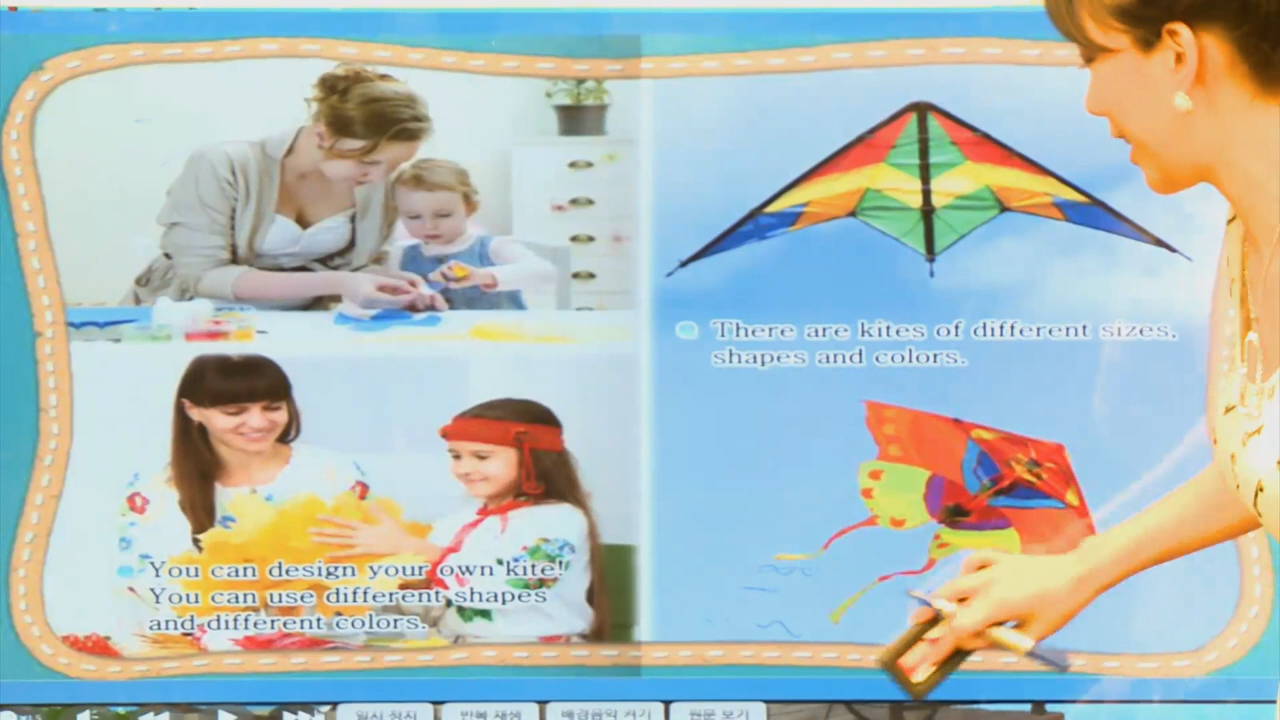 You can design your own kite!
You can use different shapes
and different colors.
There are kites of different sizes,
shapes and colors.
일시 정지
반복 재생
배경음악 켜기
원문 보기